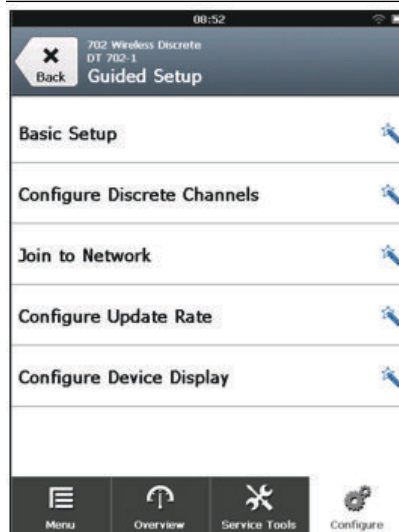 08:52
702 Wireless Discrete
DT 702-1
Back
Guided Setup
Basic Setup
Configure Discrete Channels
Join to Network
Configure Update Rate
Configure Device Display
Menu
Overview
Service Tools
Configure